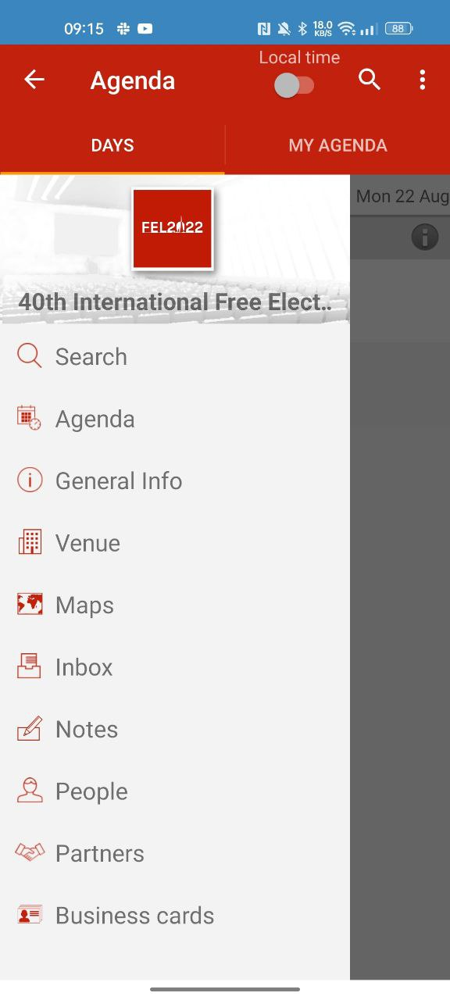 09:15
18.0
KB/S
88
Local time
Agenda
DAYS
MY AGENDA
Mon 22 Aug
FEL2022
40th International Free Elect..
Search
Agenda
General Info
Venue
Maps
Inbox
Notes
People
Partners
Business cards